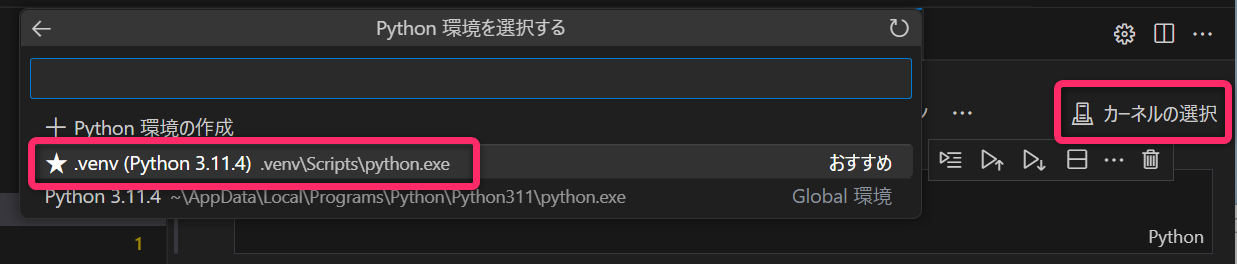 Python 環境を選択する
カーネルの選択
Python 環境の作成
.venv (Python 3.11.4) .venv\Scripts\python.exe おすすめ
Python 3.11.4 ~\AppData\Local\Programs\Python\Python311\python.exe Global 環境
1
Python